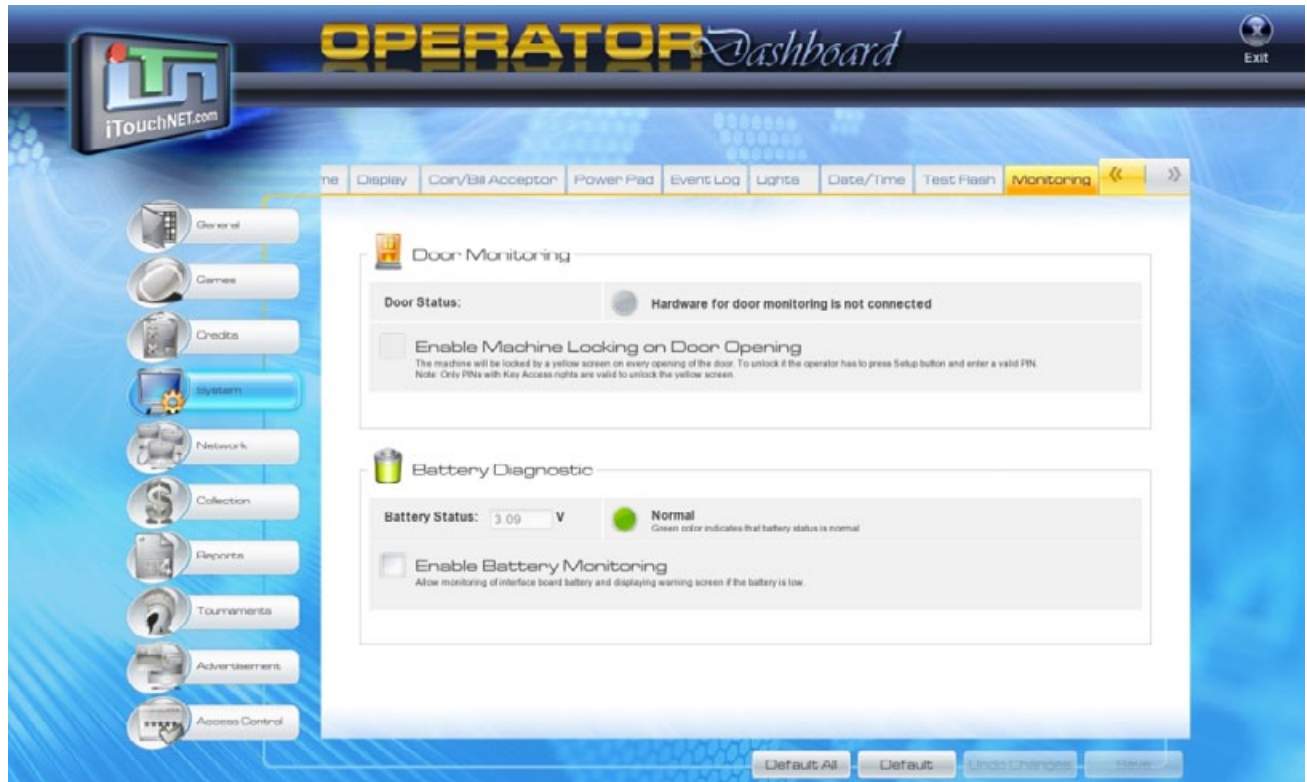 OPERATOR Dashboard
Exit
iTN
iTouchNET.com
me Display Coin/Bill Acceptor Power Pad Event Log Lights Date/Time Test Flash Monitoring « »
General
Games
Credits
System
Network
Collection
Reports
Tournaments
Advertisement
Access Control
Door Monitoring
Door Status: Hardware for door monitoring is not connected
Enable Machine Locking on Door Opening
The machine will be locked by a yellow screen on every opening of the door. To unlock it the operator has to press Setup button and enter a valid PIN.
Note: Only PINs with Key Access rights are valid to unlock the yellow screen.
Battery Diagnostic
Battery Status: 3.09 V Normal
Green color indicates that battery status is normal
Enable Battery Monitoring
Allow monitoring of interface board battery and displaying warning screen if the battery is low.
Default All Default Undo Changes Save